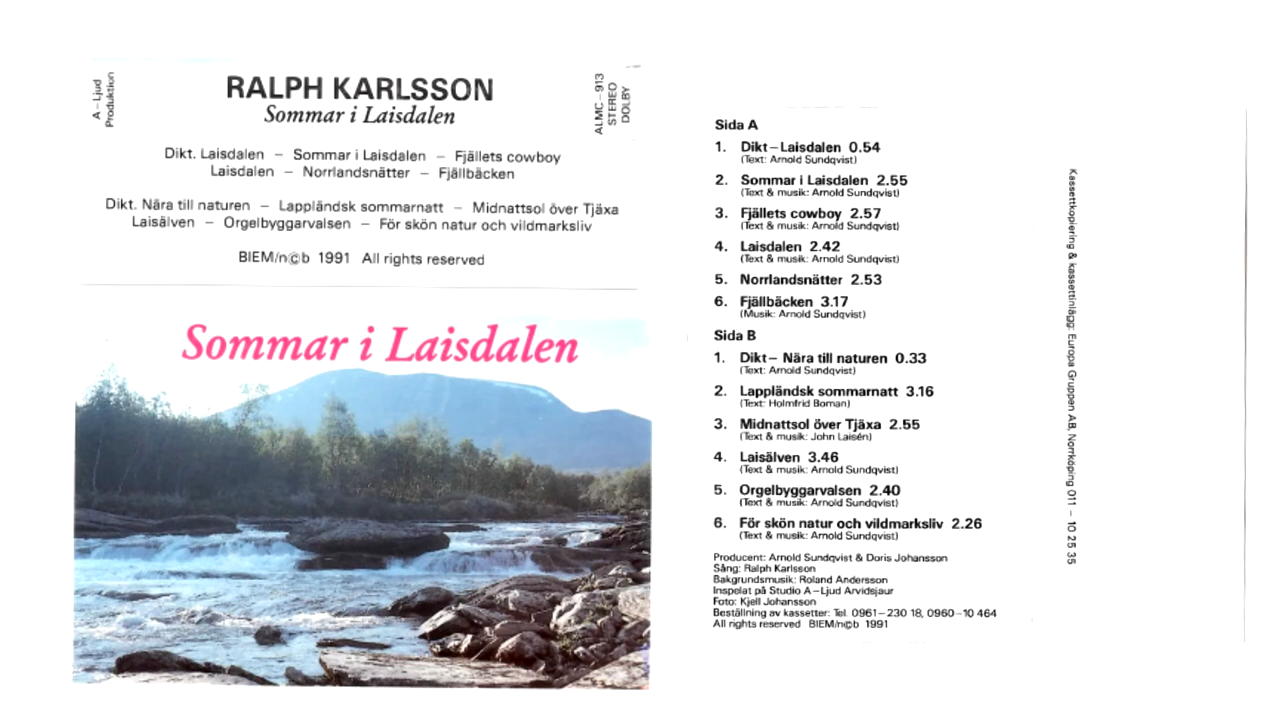 A–Ljud
Produktion
RALPH KARLSSON
Sommar i Laisdalen
ALMC–913
STEREO
DOLBY
Dikt. Laisdalen – Sommar i Laisdalen – Fjällets cowboy
Laisdalen – Norrlandsnätter – Fjällbäcken
Dikt. Nära till naturen – Lappländsk sommarnatt – Midnattsol över Tjäxa
Laisälven – Orgelbyggarvalsen – För skön natur och vildmarksliv
BIEM/n©b 1991 All rights reserved
Sommar i Laisdalen
Sida A
1. Dikt–Laisdalen 0.54
(Text: Arnold Sundqvist)
2. Sommar i Laisdalen 2.55
(Text & musik: Arnold Sundqvist)
3. Fjällets cowboy 2.57
(Text & musik: Arnold Sundqvist)
4. Laisdalen 2.42
(Text & musik: Arnold Sundqvist)
5. Norrlandsnätter 2.53
6. Fjällbäcken 3.17
(Musik: Arnold Sundqvist)
Sida B
1. Dikt– Nära till naturen 0.33
(Text: Arnold Sundqvist)
2. Lappländsk sommarnatt 3.16
(Text: Holmfrid Boman)
3. Midnattsol över Tjäxa 2.55
(Text & musik: John Laisén)
4. Laisälven 3.46
(Text & musik: Arnold Sundqvist)
5. Orgelbyggarvalsen 2.40
(Text & musik: Arnold Sundqvist)
6. För skön natur och vildmarksliv 2.26
(Text & musik: Arnold Sundqvist)
Producent: Arnold Sundqvist & Doris Johansson
Sång: Ralph Karlsson
Bakgrundsmusik: Roland Andersson
Inspelat på Studio A–Ljud Arvidsjaur
Foto: Kjell Johansson
Beställning av kassetter: Tel. 0961–230 18, 0960–10 464
All rights reserved BIEM/n©b 1991
Kassettkopiering & kassettinlägg: Europa Gruppen AB, Norrköping 011 – 10 25 35